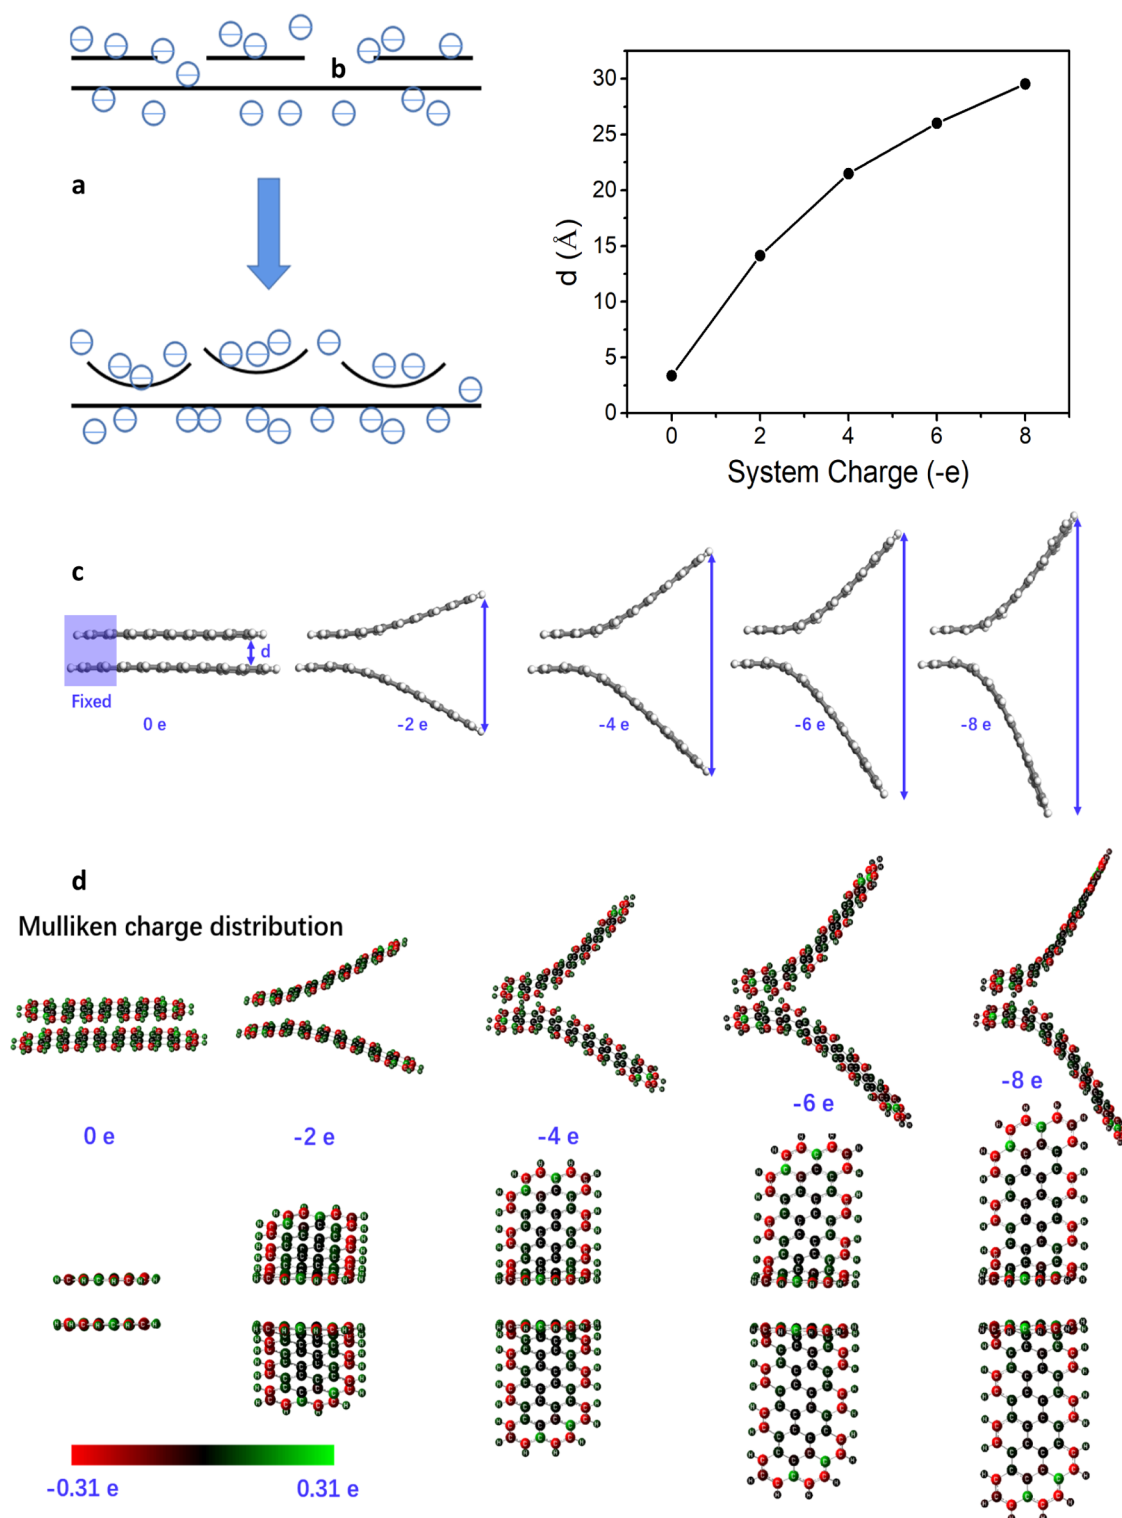 b
a
30
25
20
15
10
5
0
d (Å)
0 2 4 6 8
System Charge (-e)
c
d
Fixed
0 e
-2 e
-4 e
-6 e
-8 e
d
Mulliken charge distribution
0 e
-2 e
-4 e
-6 e
-8 e
-0.31 e
0.31 e